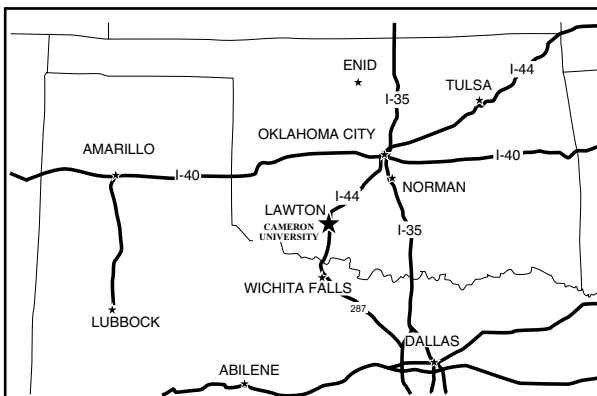 ENID
I-44
TULSA
I-35
OKLAHOMA CITY
AMARILLO
I-40
I-40
NORMAN
I-44
LAWTON
CAMERON
UNIVERSITY
I-35
WICHITA FALLS
287
LUBBOCK
DALLAS
ABILENE